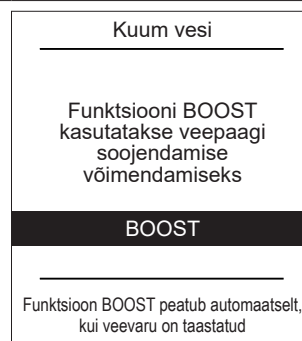 Kuum vesi
Funktsiooni BOOST
kasutatakse veepaagi
soojendamise
võimendamiseks
BOOST
Funktsioon BOOST peatub automaatselt,
kui veevaru on taastatud